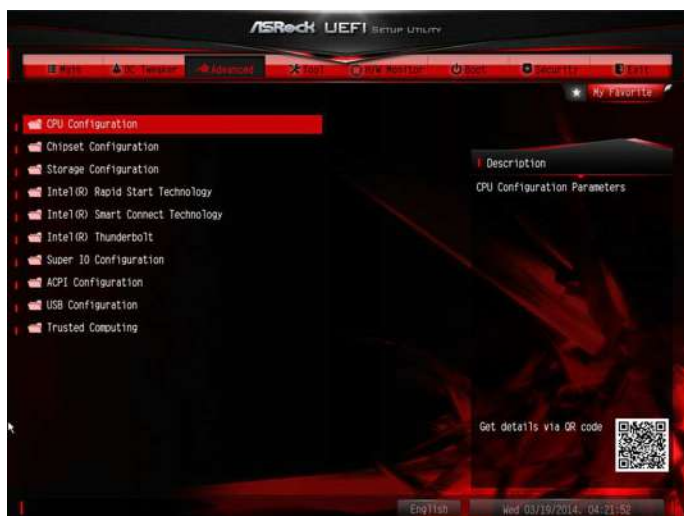 ASRock UEFI SETUP UTILITY
Main OC Tweaker Advanced Tool H/W Monitor Boot Security Exit
My Favorite
CPU Configuration
Chipset Configuration
Storage Configuration
Intel(R) Rapid Start Technology
Intel(R) Smart Connect Technology
Intel(R) Thunderbolt
Super IO Configuration
ACPI Configuration
USB Configuration
Trusted Computing
Description
CPU Configuration Parameters
Get details via QR code
English
Wed 03/19/2014, 04:21:52